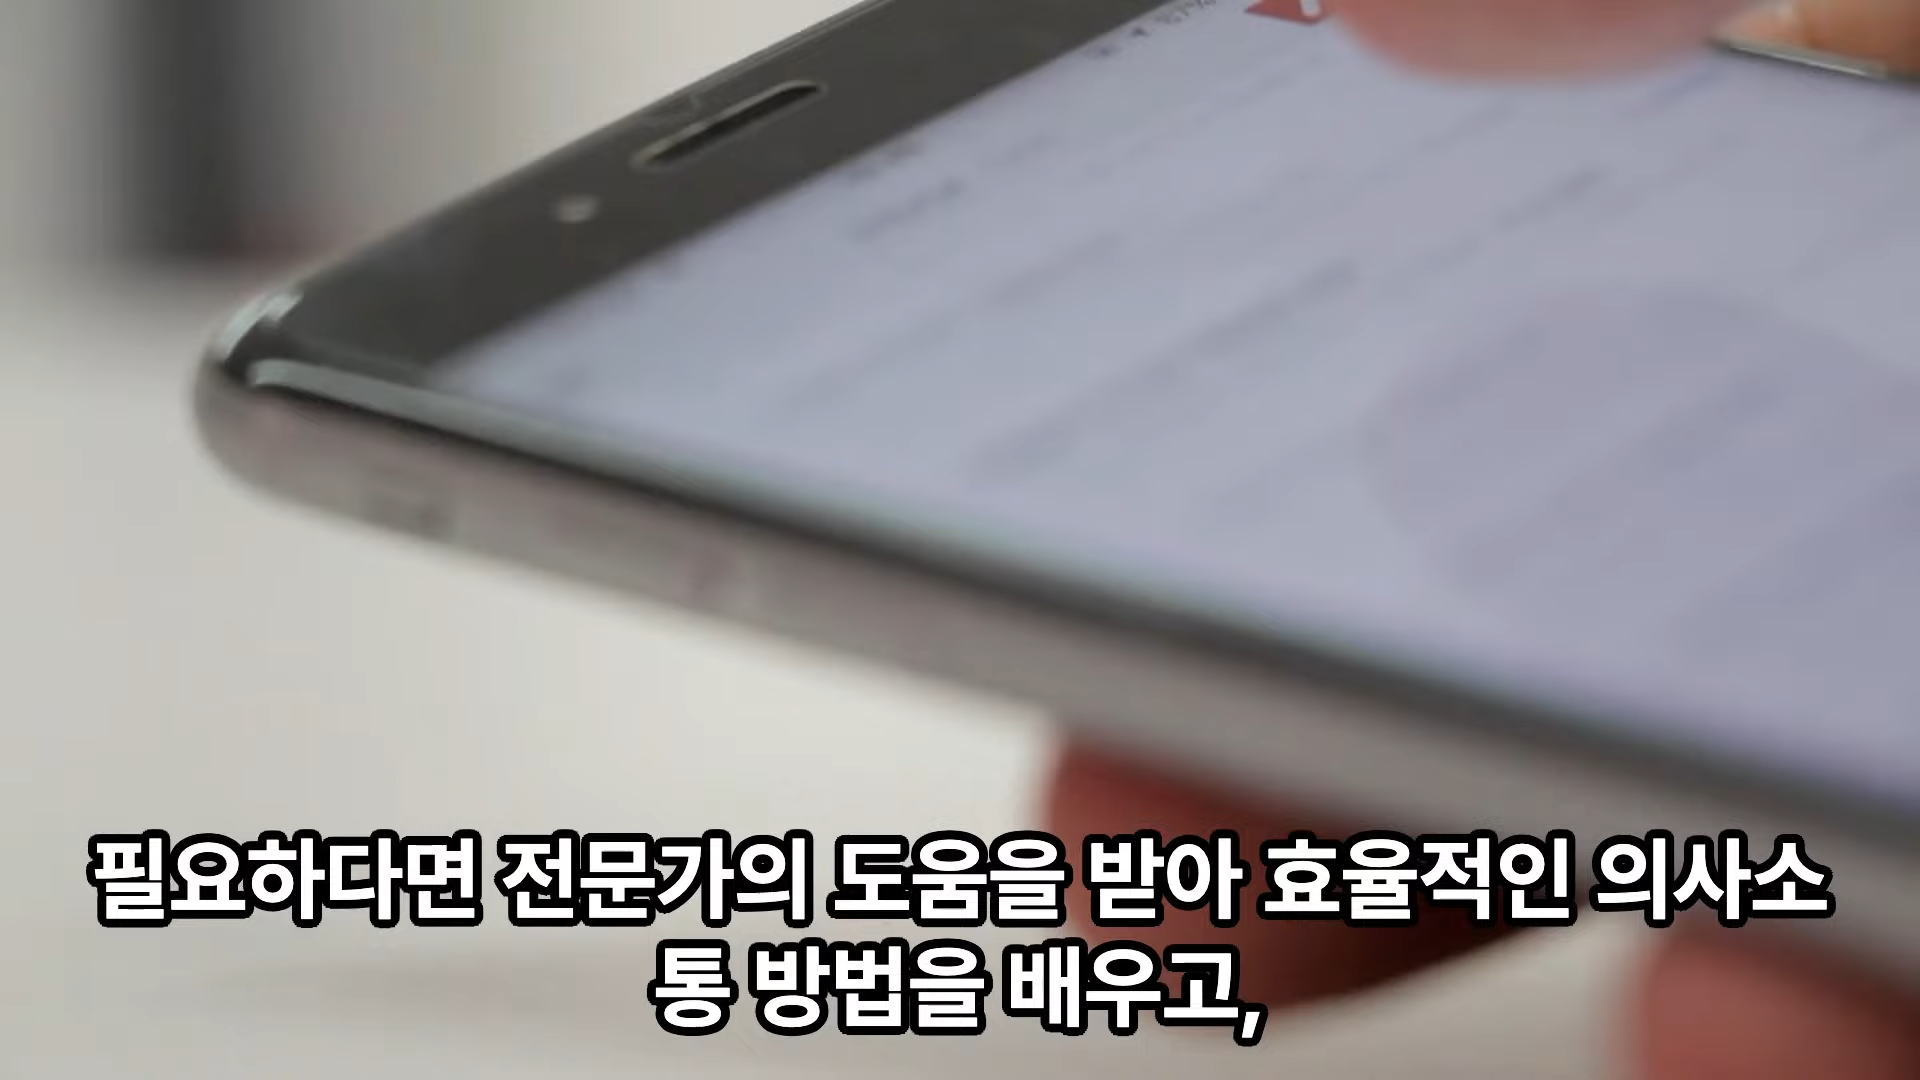 필요하다면 전문가의 도움을 받아 효율적인 의사소
통 방법을 배우고,